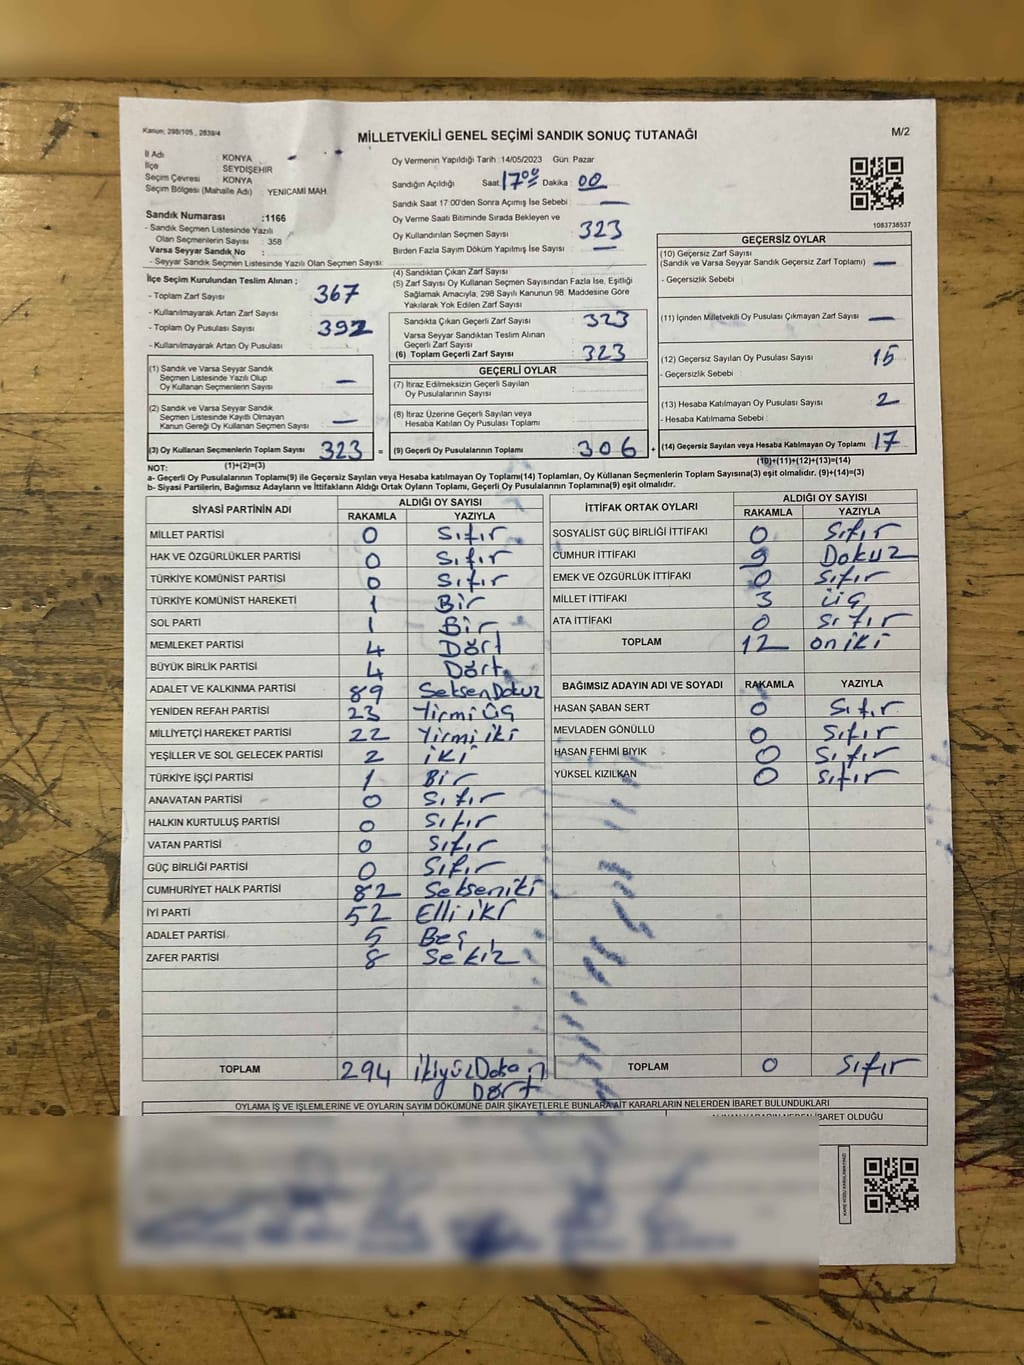 Kanun: 298/105 , 2839/4
MİLLETVEKİLİ GENEL SEÇİMİ SANDIK SONUÇ TUTANAĞI
M/2
İl Adı : KONYA
İlçe : SEYDİŞEHİR
Seçim Çevresi : KONYA
Seçim Bölgesi (Mahalle Adı) : YENİCAMİ MAH.
Sandık Numarası :1166
- Sandık Seçmen Listesinde Yazılı
Olan Seçmenlerin Sayısı : 358
Varsa Seyyar Sandık No :
- Seyyar Sandık Seçmen Listesinde Yazılı Olan Seçmen Sayısı:
Oy Vermenin Yapıldığı Tarih :14/05/2023 Gün: Pazar
Sandığın Açıldığı Saat: 17⁰⁰ Dakika : 00
Sandık Saat 17:00'den Sonra Açımış İse Sebebi : —
Oy Verme Saati Bitiminde Sırada Bekleyen ve
Oy Kullandırılan Seçmen Sayısı : 323
Birden Fazla Sayım Döküm Yapılmış İse Sayısı : —
1083738537
İlçe Seçim Kurulundan Teslim Alınan ;
- Toplam Zarf Sayısı : 367
- Kullanılmayarak Artan Zarf Sayısı :
- Toplam Oy Pusulası Sayısı : 392
- Kullanılmayarak Artan Oy Pusulası :
(4) Sandıktan Çıkan Zarf Sayısı :
(5) Zarf Sayısı Oy Kullanan Seçmen Sayısından Fazla İse, Eşitliği
Sağlamak Amacıyla, 298 Sayılı Kanunun 98. Maddesine Göre
Yakılarak Yok Edilen Zarf Sayısı :
Sandıkta Çıkan Geçerli Zarf Sayısı : 323
Varsa Seyyar Sandıktan Teslim Alınan
Geçerli Zarf Sayısı :
(6) Toplam Geçerli Zarf Sayısı : 323
GEÇERSİZ OYLAR
(10) Geçersiz Zarf Sayısı
(Sandık ve Varsa Seyyar Sandık Geçersiz Zarf Toplamı) : —
- Geçersizlik Sebebi :
(11) İçinden Milletvekili Oy Pusulası Çıkmayan Zarf Sayısı : —
(12) Geçersiz Sayılan Oy Pusulası Sayısı : 15
- Geçersizlik Sebebi :
(13) Hesaba Katılmayan Oy Pusulası Sayısı : 2
- Hesaba Katılmama Sebebi :
(14) Geçersiz Sayılan veya Hesaba Katılmayan Oy Toplamı : 17
(10)+(11)+(12)+(13)=(14)
(1) Sandık ve Varsa Seyyar Sandık
Seçmen Listesinde Yazılı Olup
Oy Kullanan Seçmenlerin Sayısı : —
(2) Sandık ve Varsa Seyyar Sandık
Seçmen Listesinde Kayıtlı Olmayan
Kanun Gereği Oy Kullanan Seçmen Sayısı : —
(3) Oy Kullanan Seçmenlerin Toplam Sayısı : 323 =
(1)+(2)=(3)
GEÇERLİ OYLAR
(7) İtiraz Edilmeksizin Geçerli Sayılan
Oy Pusulalarının Sayısı :
(8) İtiraz Üzerine Geçerli Sayılan veya
Hesaba Katılan Oy Pusulası Toplamı :
(9) Geçerli Oy Pusulalarının Toplamı : 306 +
NOT:
a- Geçerli Oy Pusulalarının Toplamı(9) ile Geçersiz Sayılan veya Hesaba Katılmayan Oy Toplamı(14) Toplamları, Oy Kullanan Seçmenlerin Toplam Sayısına(3) eşit olmalıdır. (9)+(14)=(3)
b- Siyasi Partilerin, Bağımsız Adayların ve İttifakların Aldığı Ortak Oyların Toplamı, Geçerli Oy Pusulalarının Toplamına(9) eşit olmalıdır.
SİYASİ PARTİNİN ADI ALDIĞI OY SAYISI
RAKAMLA YAZIYLA
MİLLET PARTİSİ 0 Sıfır
HAK VE ÖZGÜRLÜKLER PARTİSİ 0 Sıfır
TÜRKİYE KOMÜNİST PARTİSİ 0 Sıfır
TÜRKİYE KOMÜNİST HAREKETİ 1 Bir
SOL PARTİ 1 Bir
MEMLEKET PARTİSİ 4 Dört
BÜYÜK BİRLİK PARTİSİ 4 Dört
ADALET VE KALKINMA PARTİSİ 89 Seksen Dokuz
YENİDEN REFAH PARTİSİ 23 Yirmi üç
MİLLİYETÇİ HAREKET PARTİSİ 22 Yirmi iki
YEŞİLLER VE SOL GELECEK PARTİSİ 2 iki
TÜRKİYE İŞÇİ PARTİSİ 1 Bir
ANAVATAN PARTİSİ 0 Sıfır
HALKIN KURTULUŞ PARTİSİ 0 Sıfır
VATAN PARTİSİ 0 Sıfır
GÜÇ BİRLİĞİ PARTİSİ 0 Sıfır
CUMHURİYET HALK PARTİSİ 82 Sekseniki
İYİ PARTİ 52 Elli iki
ADALET PARTİSİ 5 Beş
ZAFER PARTİSİ 8 Sekiz
TOPLAM 294 ikiyüzDoksan
Dört
İTTİFAK ORTAK OYLARI ALDIĞI OY SAYISI
RAKAMLA YAZIYLA
SOSYALİST GÜÇ BİRLİĞİ İTTİFAKI 0 Sıfır
CUMHUR İTTİFAKI 9 Dokuz
EMEK VE ÖZGÜRLÜK İTTİFAKI 0 Sıfır
MİLLET İTTİFAKI 3 üç
ATA İTTİFAKI 0 Sıfır
TOPLAM 12 on iki
BAĞIMSIZ ADAYIN ADI VE SOYADI RAKAMLA YAZIYLA
HASAN ŞABAN SERT 0 Sıfır
MEVLADEN GÖNÜLLÜ 0 Sıfır
HASAN FEHMİ BIYIK 0 Sıfır
YÜKSEL KIZILKAN 0 Sıfır
TOPLAM 0 Sıfır
OYLAMA İŞ VE İŞLEMLERİNE VE OYLARIN SAYIM DÖKÜMÜNE DAİR ŞİKAYETLERLE BUNLARA AİT KARARLARIN NELERDEN İBARET BULUNDUKLARI
İBARET OLDUĞU